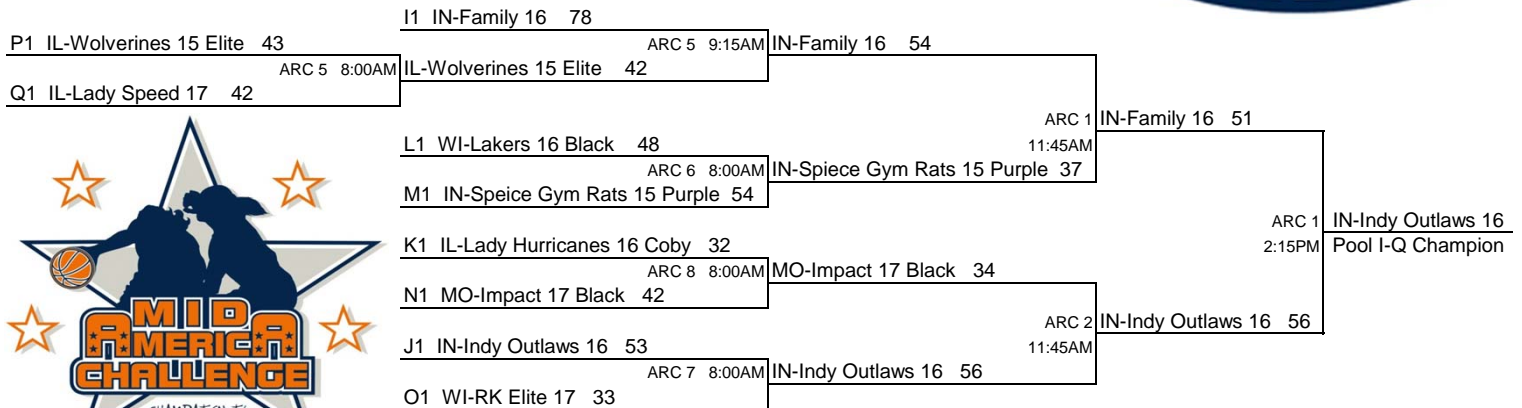 I1 IN-Family 16 78
P1 IL-Wolverines 15 Elite 43
ARC 5 9:15AM IN-Family 16 54
ARC 5 8:00AM IL-Wolverines 15 Elite 42
Q1 IL-Lady Speed 17 42
ARC 1 IN-Family 16 51
11:45AM
L1 WI-Lakers 16 Black 48
ARC 6 8:00AM IN-Spiece Gym Rats 15 Purple 37
M1 IN-Speice Gym Rats 15 Purple 54
ARC 1 IN-Indy Outlaws 16
2:15PM Pool I-Q Champion
K1 IL-Lady Hurricanes 16 Coby 32
ARC 8 8:00AM MO-Impact 17 Black 34
N1 MO-Impact 17 Black 42
ARC 2 IN-Indy Outlaws 16 56
11:45AM
J1 IN-Indy Outlaws 16 53
ARC 7 8:00AM IN-Indy Outlaws 16 56
O1 WI-RK Elite 17 33
MID
AMERICA
CHALLENGE